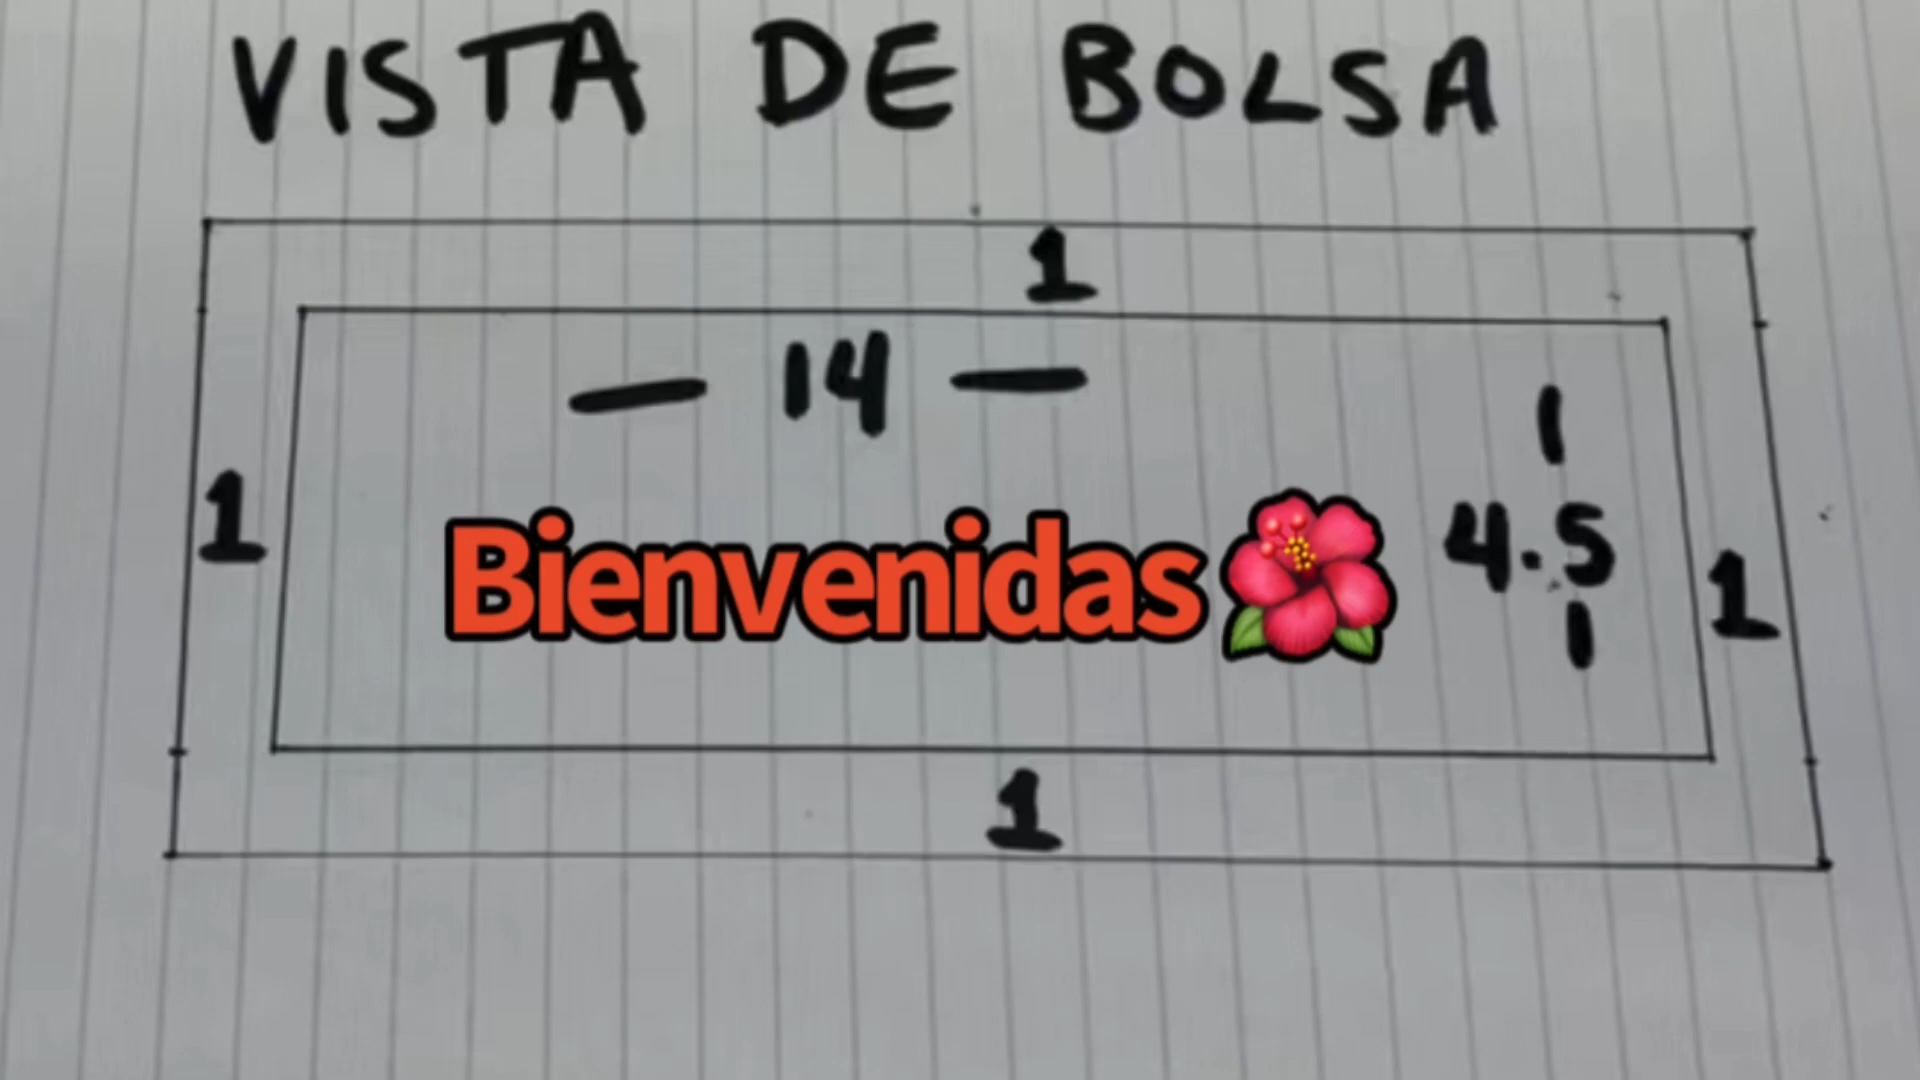 VISTA DE BOLSA
1
— 14 —
1
4.5
1
Bienvenidas🌺
1
1
1